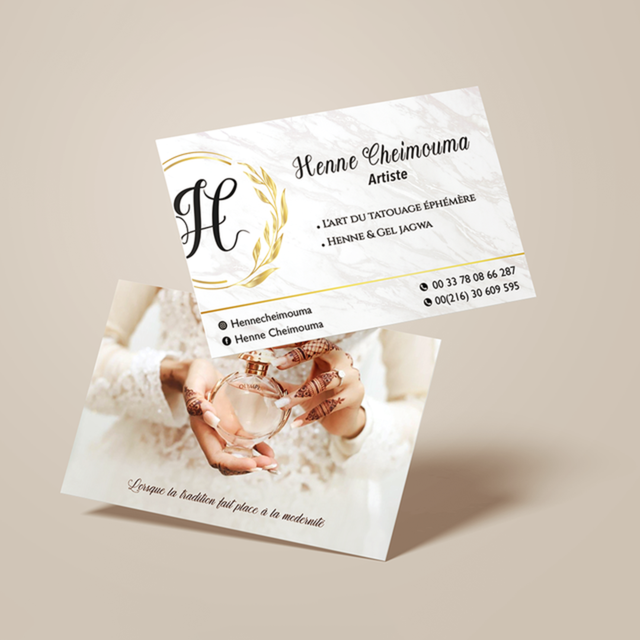 H
Henne Cheimouma
Artiste
• L'art du tatouage éphémère
• Henne & Gel Jagwa
00 33 78 08 66 287
00(216) 30 609 595
Hennecheimouma
Henne Cheimouma
Lorsque la tradition fait place à la modernité